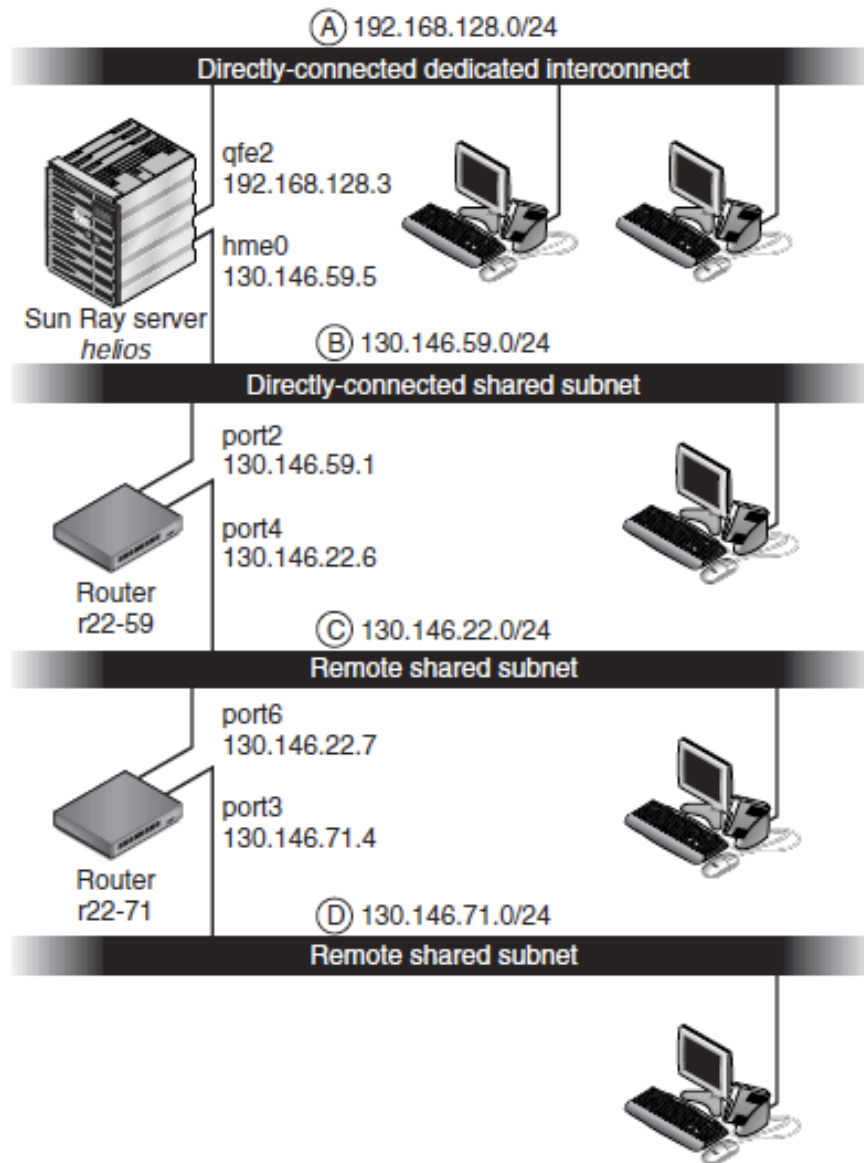 A 192.168.128.0/24
Directly-connected dedicated interconnect
qfe2
192.168.128.3
hme0
130.146.59.5
Sun Ray server
helios
B 130.146.59.0/24
Directly-connected shared subnet
port2
130.146.59.1
port4
130.146.22.6
Router
r22-59
C 130.146.22.0/24
Remote shared subnet
port6
130.146.22.7
port3
130.146.71.4
Router
r22-71
D 130.146.71.0/24
Remote shared subnet